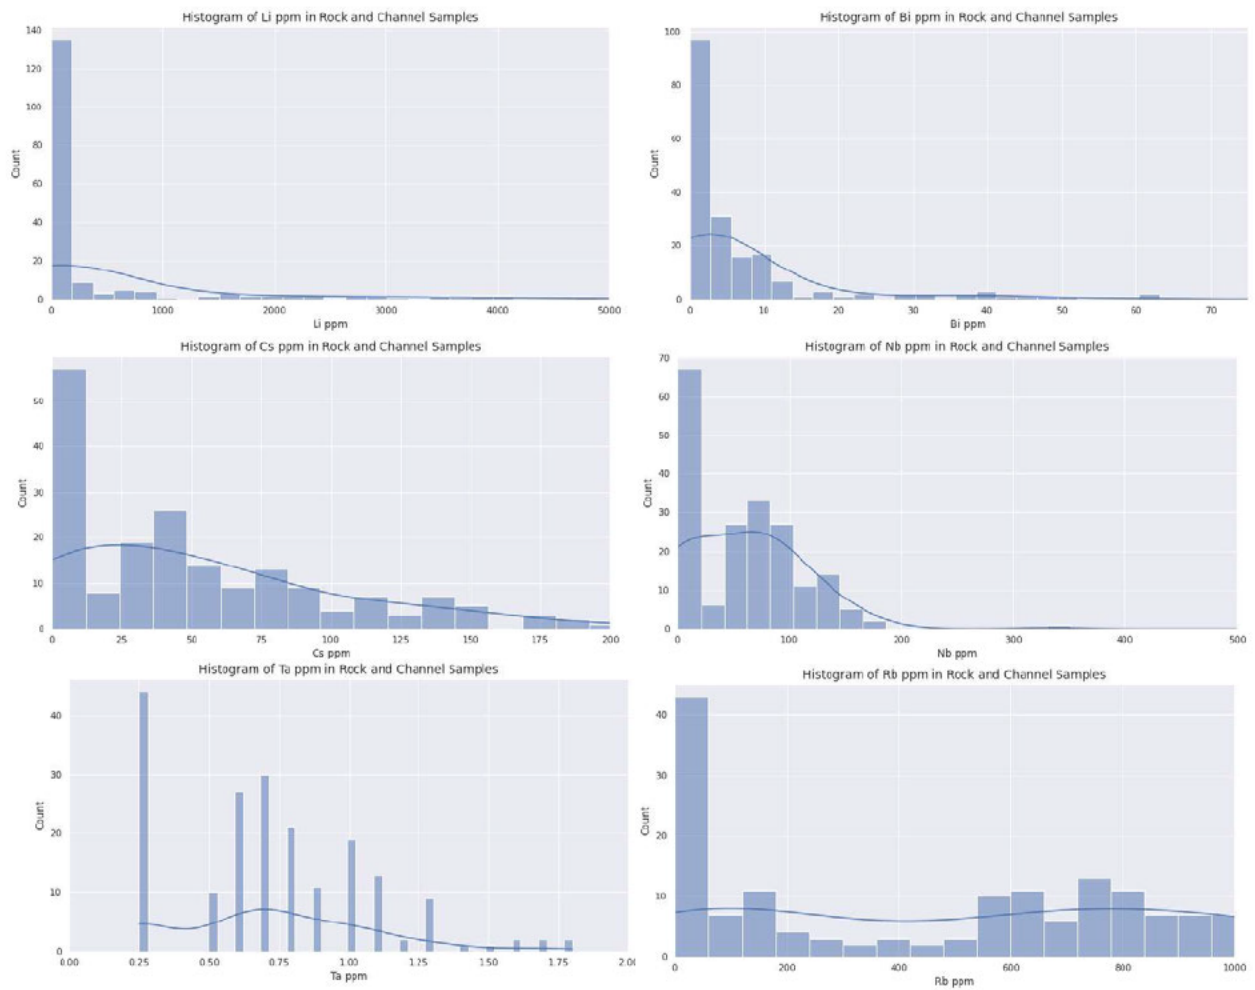 Histogram of Li ppm in Rock and Channel Samples
140
120
100
80
60
40
20
0
Count
0 1000 2000 3000 4000 5000
Li ppm
Histogram of Bi ppm in Rock and Channel Samples
100
80
60
40
20
0
Count
0 10 20 30 40 50 60 70
Bi ppm
Histogram of Cs ppm in Rock and Channel Samples
50
40
30
20
10
0
Count
0 25 50 75 100 125 150 175 200
Cs ppm
Histogram of Nb ppm in Rock and Channel Samples
70
60
50
40
30
20
10
0
Count
0 100 200 300 400 500
Nb ppm
Histogram of Ta ppm in Rock and Channel Samples
40
30
20
10
0
Count
0.00 0.25 0.50 0.75 1.00 1.25 1.50 1.75 2.00
Ta ppm
Histogram of Rb ppm in Rock and Channel Samples
40
30
20
10
0
Count
0 200 400 600 800 1000
Rb ppm